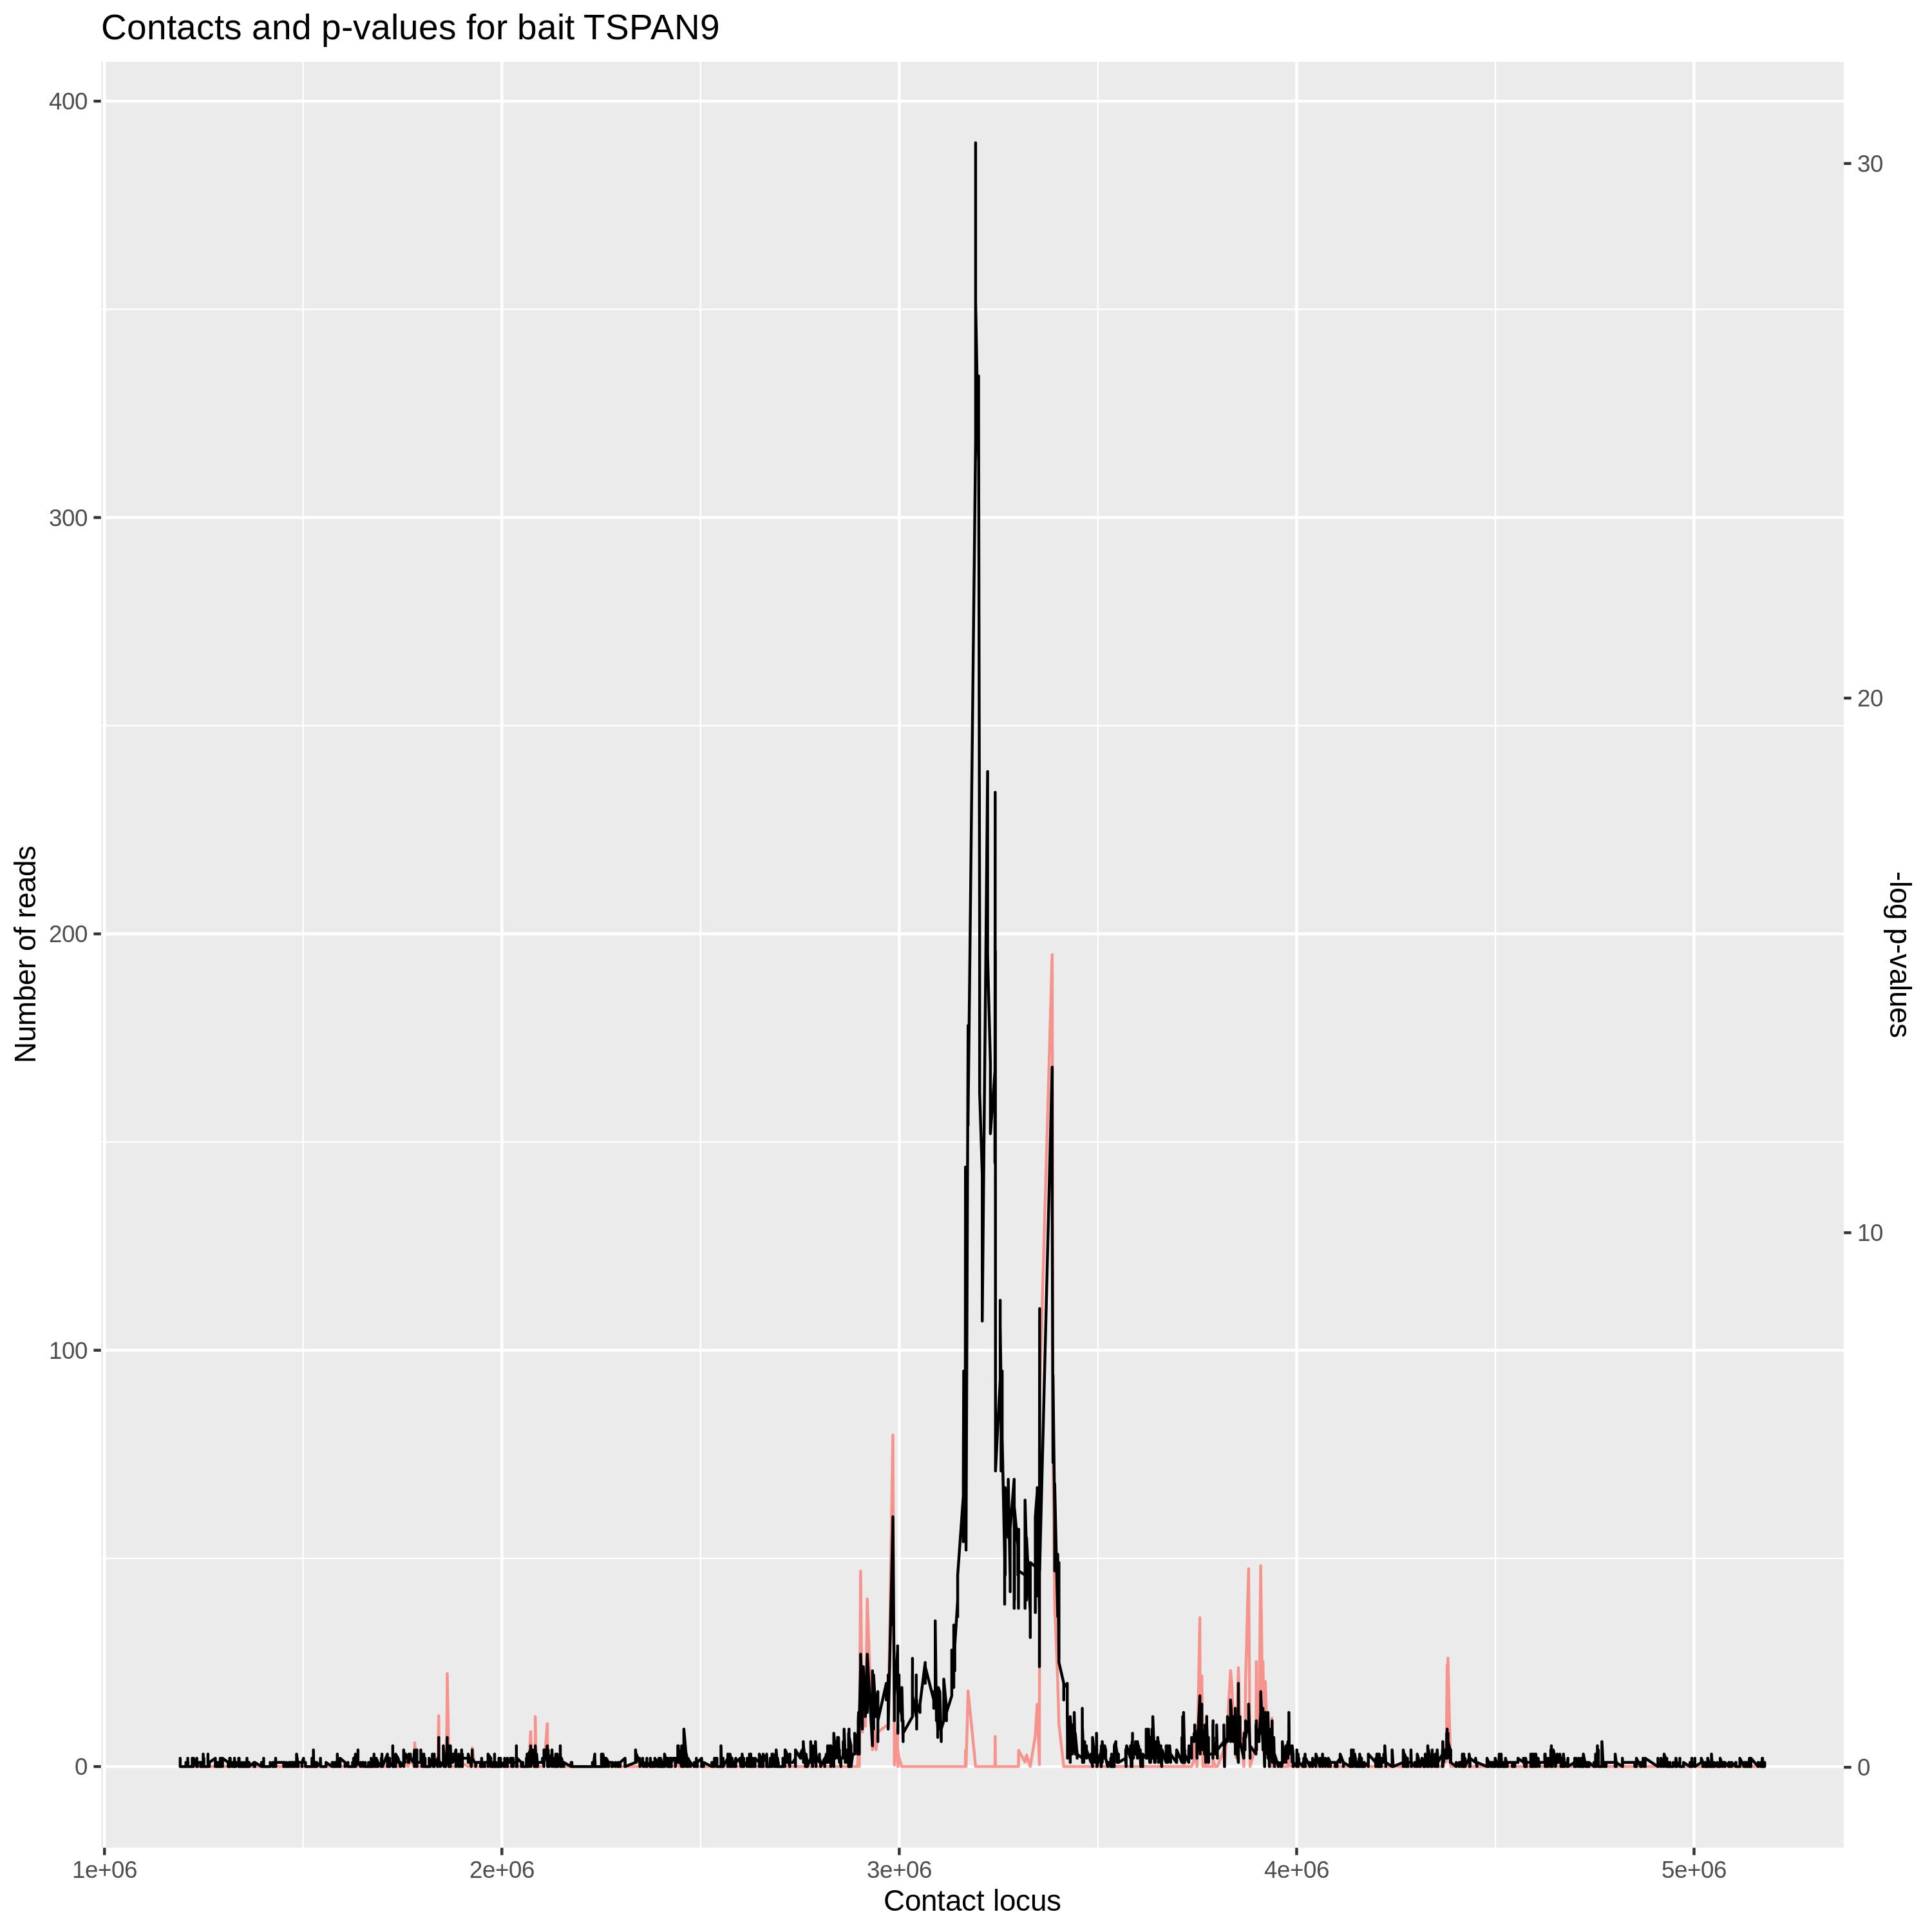 Contacts and p-values for bait TSPAN9
400
300
200
100
0
Number of reads
30
20
10
0
-log p-values
1e+06
2e+06
3e+06
4e+06
5e+06
Contact locus